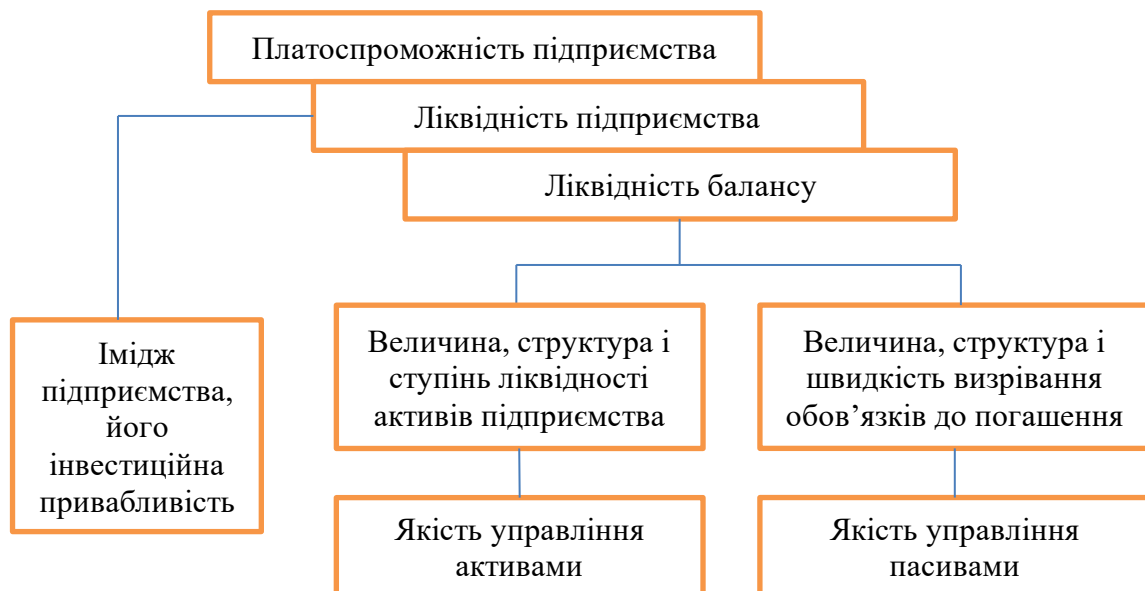 Платоспроможність підприємства
Ліквідність підприємства
Ліквідність балансу
Імідж
підприємства,
його
інвестиційна
привабливість
Величина, структура і
ступінь ліквідності
активів підприємства
Величина, структура і
швидкість визрівання
обов’язків до погашення
Якість управління
активами
Якість управління
пасивами